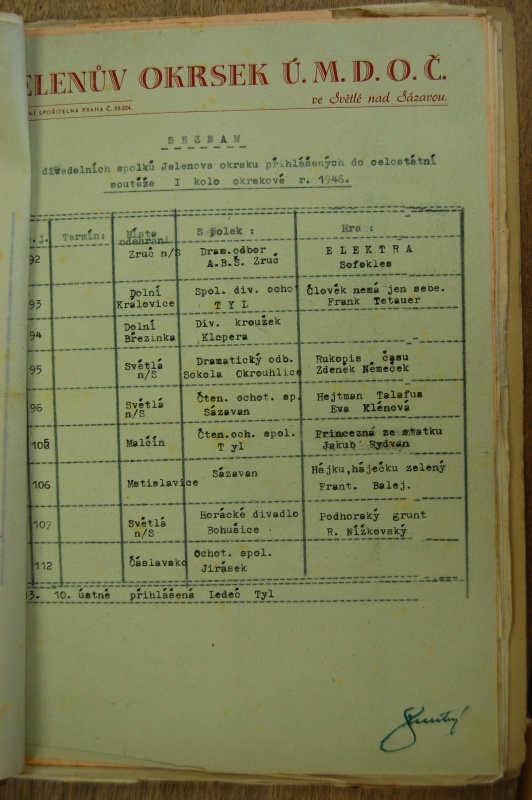 ELENŮV OKRSEK Ú. M. D. O. Č.
SPOŘITELNA PRAHA Č.
ve Světlé nad Sázavou.
SEZNAM
divadelních spolků Jelenova okrsku přihlášených do celostátní
soutěže I kolo okrskové r. 1946.
.j. Termín: Místo odehrání Spolek : Hra :
92 Zruč n/S Dram.odbor A.B.S. Zruč ELEKTRA Sofokles
93 Dolní Kralovice Spol. div. ochot TYL Člověk nemá jen sebe. Frank Tetauer
94 Dolní Březinka Div. kroužek Klepera
95 Světlá n/S Dramatický odb. Sokola Okrouhlice Rukopis času Zdeněk Němeček
96 Světlá n/S Čten. ochot. sp. Sázavan Hejtman Talafus Eva Klénová
105 Malčín Čten.och. spol. Tyl Princezna ze statku Jakub Rydvan
106 Mstislavice Sázavan Hájku,háječku zelený Frant. Balej.
107 Světlá n/S Horácké divadlo Bohušice Podhorský grunt R. Nížkovský
112 Čáslavsko Ochot. spol. Jirásek
13. 10. ústně přihlášená Ledeč Tyl